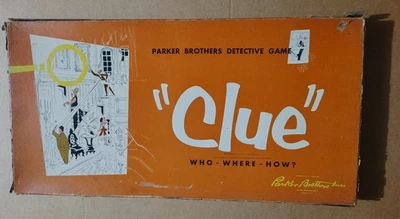 PARKER BROTHERS DETECTIVE GAME
"Clue"
WHO - WHERE - HOW?
Parker Brothers Inc